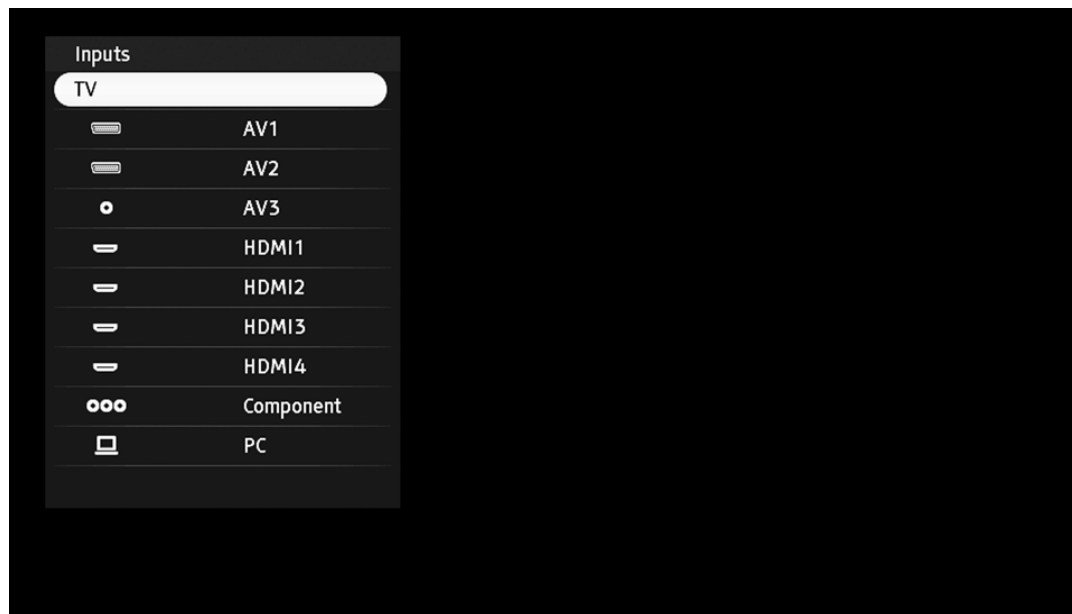 Inputs
TV
AV1
AV2
AV3
HDMI1
HDMI2
HDMI3
HDMI4
Component
PC